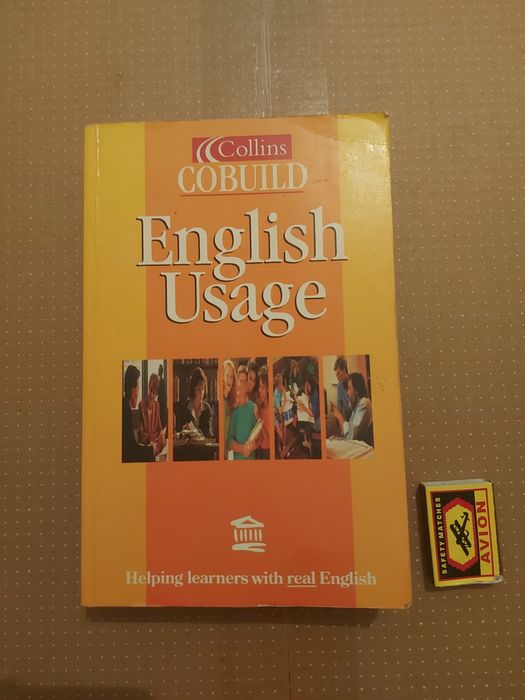 Collins
COBUILD
English
Usage
Helping learners with real English
SAFETY MATCHES
AVION